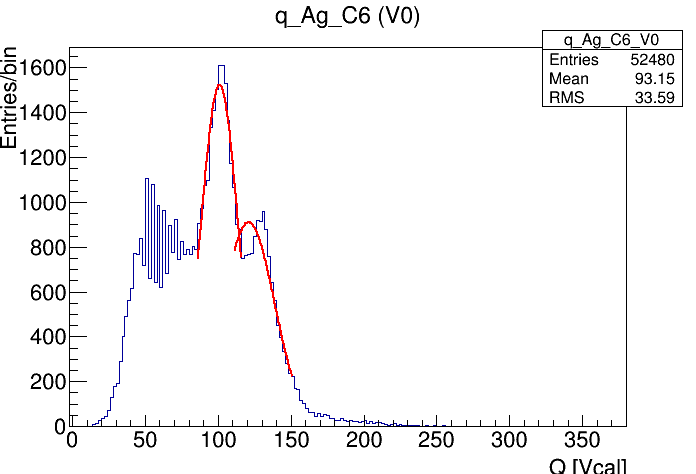 q_Ag_C6 (V0)
q_Ag_C6_V0
Entries 52480
Mean 93.15
RMS 33.59
Entries/bin
1600
1400
1200
1000
800
600
400
200
0
0 50 100 150 200 250 300 350
Q [Vcal]